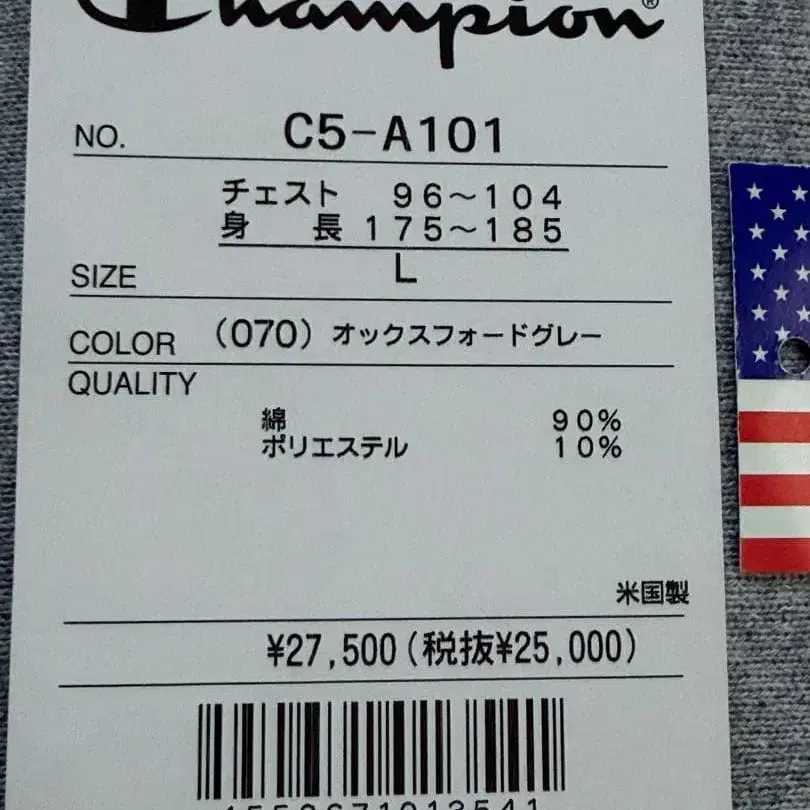 Champion®
NO. C5-A101
チェスト 96～104
身 長 175～185
SIZE L
COLOR (070) オックスフォードグレー
QUALITY
綿 90%
ポリエステル 10%
米国製
¥27,500(税抜¥25,000)